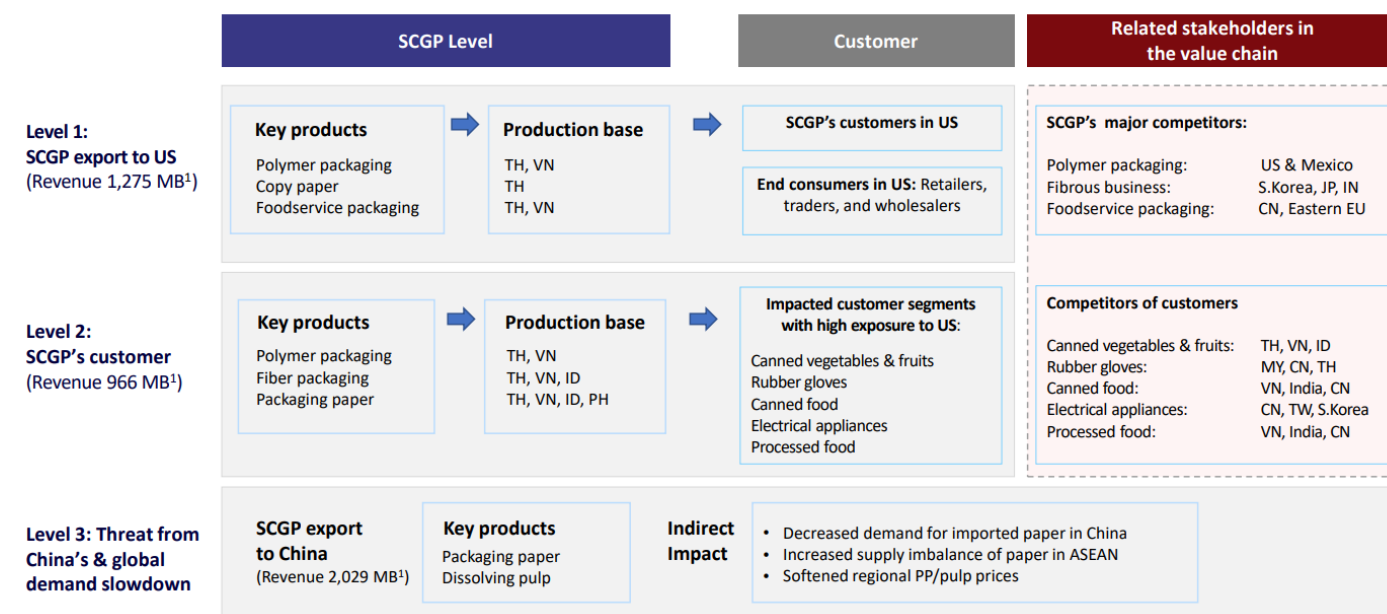 SCGP Level
Customer
Related stakeholders in
the value chain
Level 1:
SCGP export to US
(Revenue 1,275 MB¹)
Key products
Polymer packaging
Copy paper
Foodservice packaging
Production base
TH, VN
TH
TH, VN
SCGP's customers in US
End consumers in US: Retailers,
traders, and wholesalers
SCGP's major competitors:
Polymer packaging: US & Mexico
Fibrous business: S.Korea, JP, IN
Foodservice packaging: CN, Eastern EU
Level 2:
SCGP's customer
(Revenue 966 MB¹)
Key products
Polymer packaging
Fiber packaging
Packaging paper
Production base
TH, VN
TH, VN, ID
TH, VN, ID, PH
Impacted customer segments
with high exposure to US:
Canned vegetables & fruits
Rubber gloves
Canned food
Electrical appliances
Processed food
Competitors of customers
Canned vegetables & fruits: TH, VN, ID
Rubber gloves: MY, CN, TH
Canned food: VN, India, CN
Electrical appliances: CN, TW, S.Korea
Processed food: VN, India, CN
Level 3: Threat from
China's & global
demand slowdown
SCGP export
to China
(Revenue 2,029 MB¹)
Key products
Packaging paper
Dissolving pulp
Indirect
Impact
• Decreased demand for imported paper in China
• Increased supply imbalance of paper in ASEAN
• Softened regional PP/pulp prices